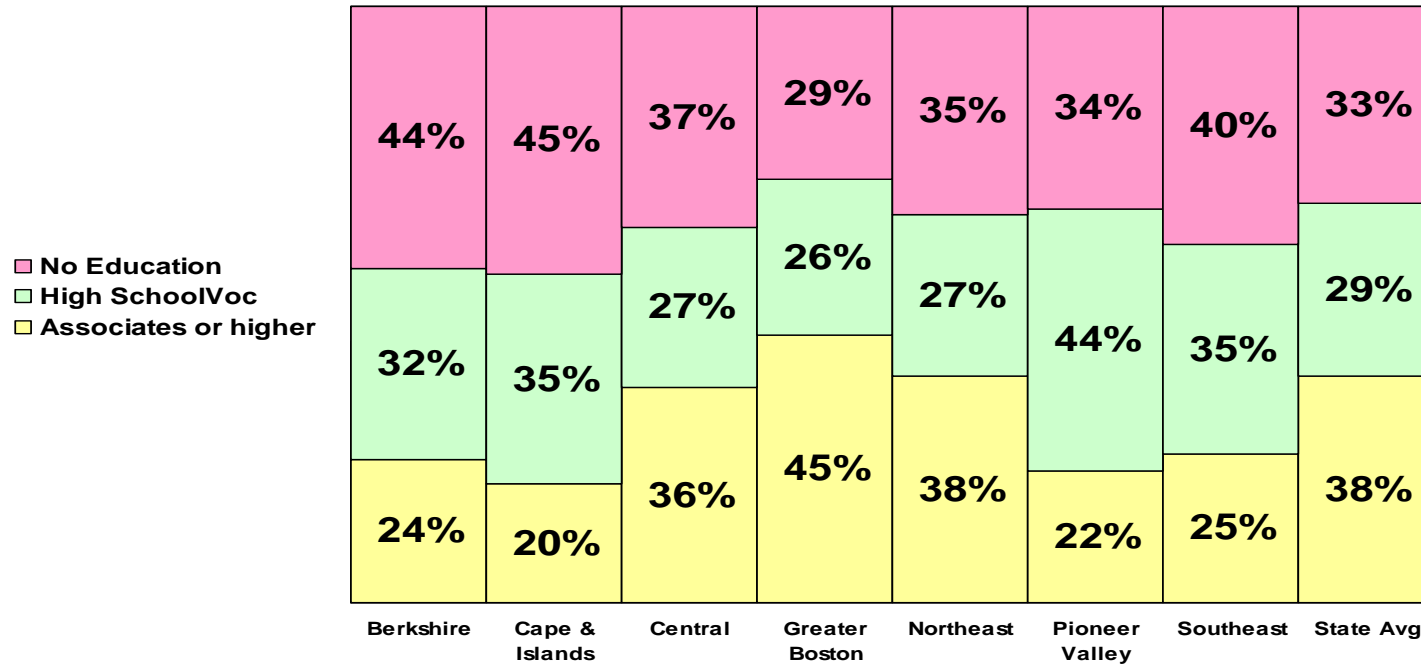 44%
45%
37%
29%
35%
34%
40%
33%
No Education
High SchoolVoc
Associates or higher
32%
35%
27%
26%
27%
44%
35%
29%
24%
20%
36%
45%
38%
22%
25%
38%
Berkshire
Cape &
Islands
Central
Greater
Boston
Northeast
Pioneer
Valley
Southeast
State Avg